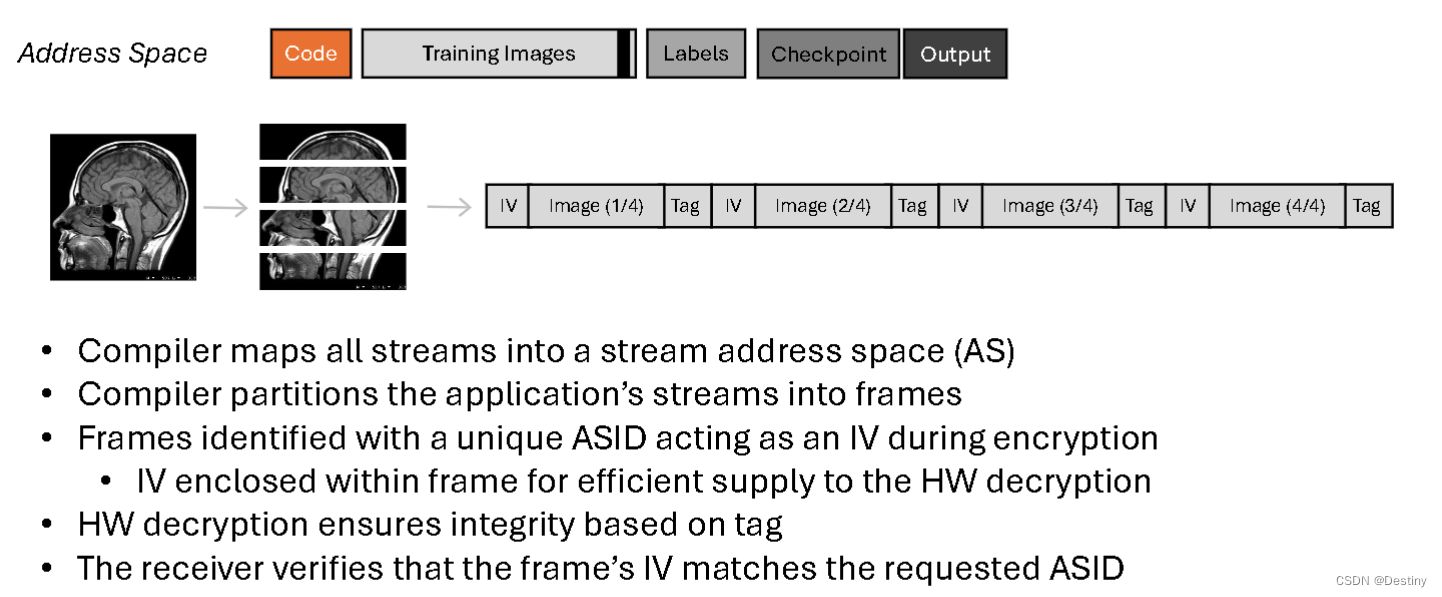 Address Space Code Training Images Labels Checkpoint Output
IV Image (1/4) Tag IV Image (2/4) Tag IV Image (3/4) Tag IV Image (4/4) Tag
• Compiler maps all streams into a stream address space (AS)
• Compiler partitions the application’s streams into frames
• Frames identified with a unique ASID acting as an IV during encryption
• IV enclosed within frame for efficient supply to the HW decryption
• HW decryption ensures integrity based on tag
• The receiver verifies that the frame’s IV matches the requested ASID
CSDN @Destiny